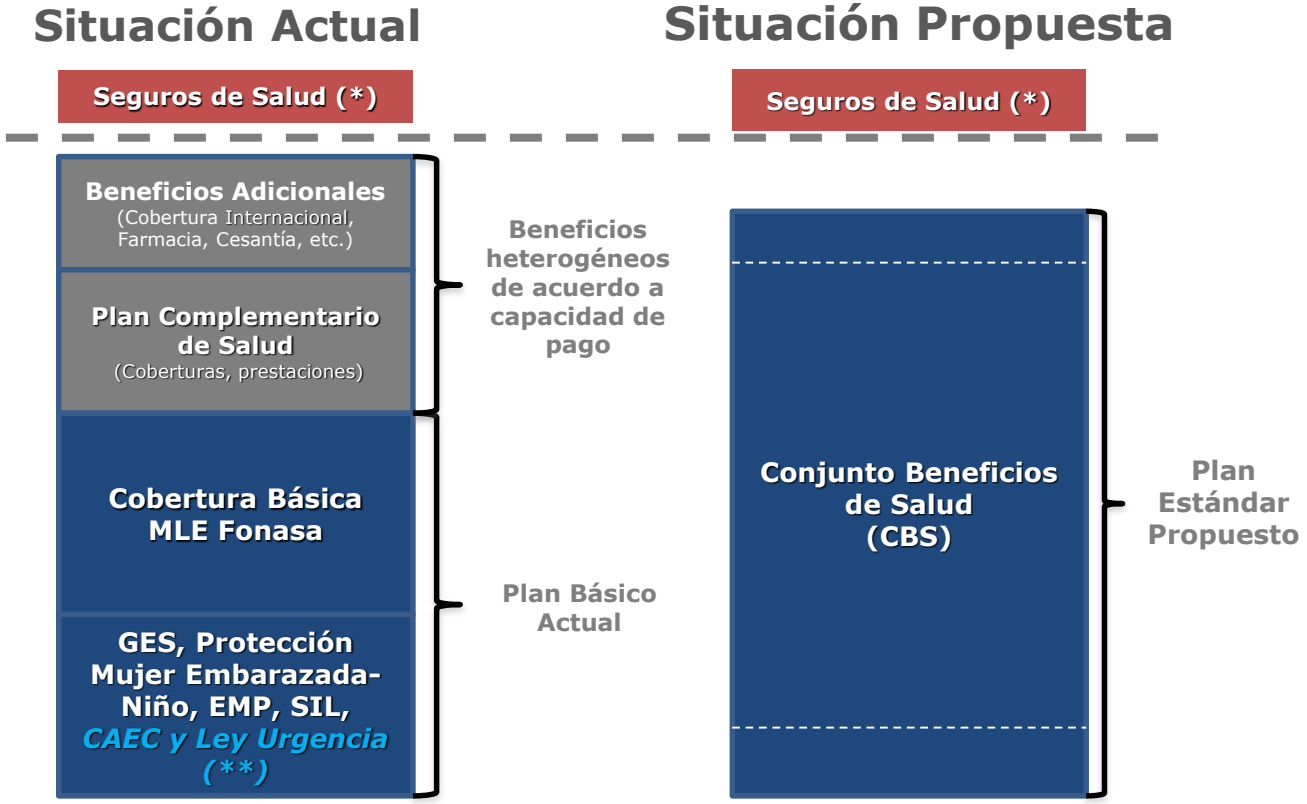 Situación Actual
Seguros de Salud (*)
Beneficios Adicionales
(Cobertura Internacional,
Farmacia, Cesantía, etc.)
Plan Complementario
de Salud
(Coberturas, prestaciones)
Beneficios
heterogéneos
de acuerdo a
capacidad de
pago
Cobertura Básica
MLE Fonasa
GES, Protección
Mujer Embarazada-
Niño, EMP, SIL,
CAEC y Ley Urgencia
(**)
Plan Básico
Actual
Situación Propuesta
Seguros de Salud (*)
Conjunto Beneficios
de Salud
(CBS)
Plan
Estándar
Propuesto